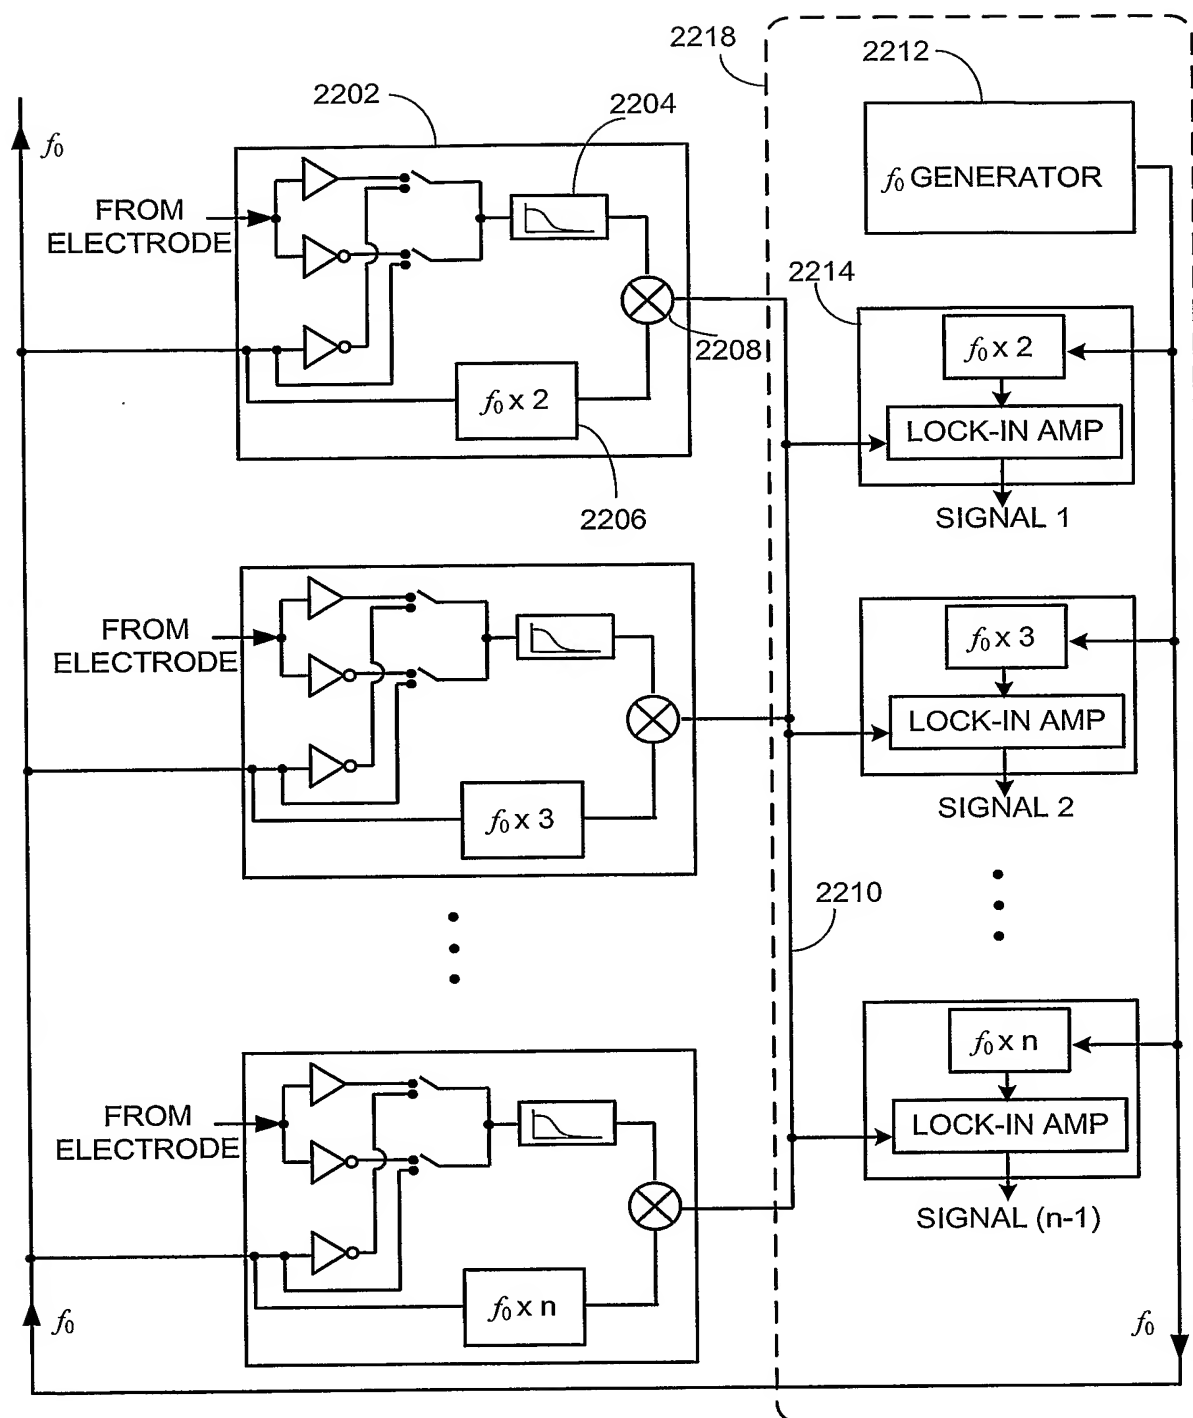 2218
2212
2202
2204
f₀
f₀ GENERATOR
FROM
ELECTRODE
2214
f₀ x 2
2208
f₀ x 2
LOCK-IN AMP
2206
SIGNAL 1
FROM
ELECTRODE
f₀ x 3
LOCK-IN AMP
f₀ x 3
SIGNAL 2
2210
f₀ x n
FROM
ELECTRODE
LOCK-IN AMP
SIGNAL (n-1)
f₀ x n
f₀
f₀